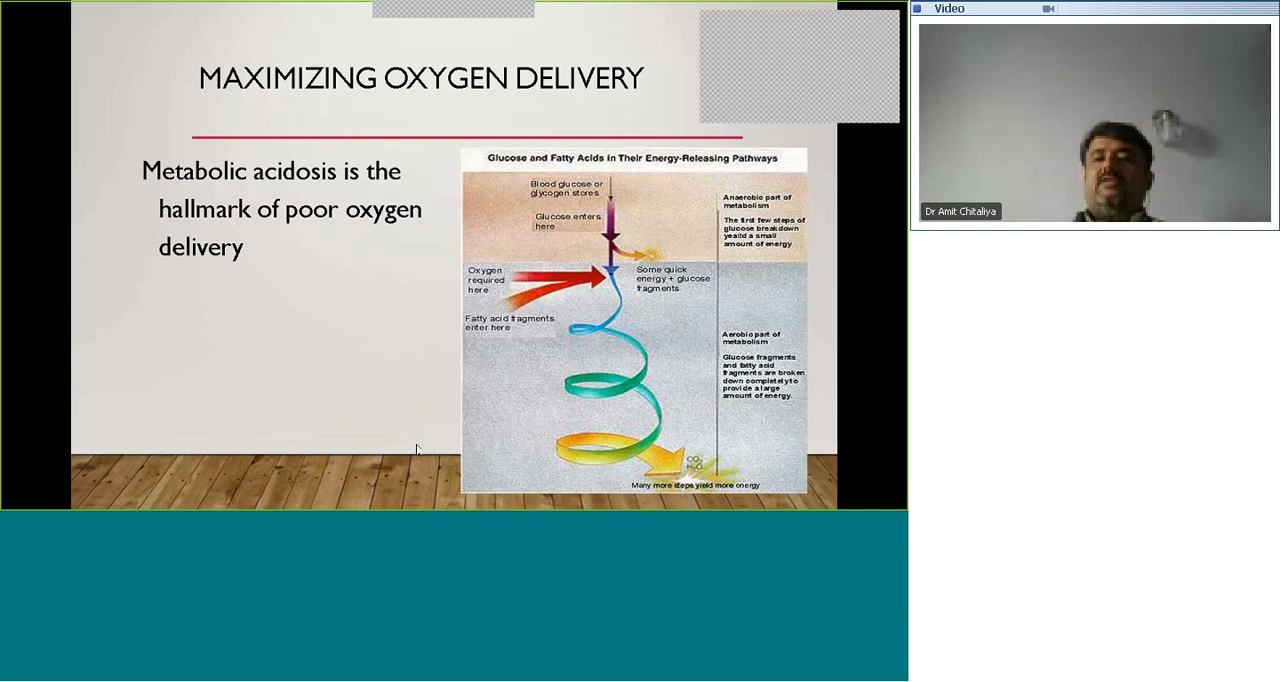 MAXIMIZING OXYGEN DELIVERY
Metabolic acidosis is the
hallmark of poor oxygen
delivery
Glucose and Fatty Acids in Their Energy-Releasing Pathways
Blood glucose or
glycogen stores
Glucose enters
here
Anaerobic part of
metabolism
The first few steps of
glucose breakdown
yeaild a small
amount of energy
Oxygen
required
here
Some quick
energy + glucose
fragments
Fatty acid fragments
enter here
Aerobic part of
metabolism
Glucose fragments
and fatty acid
fragments are broken
down completely to
provide a large
amount of energy.
CO2
H2O
Many more steps yield more energy
Video
Dr Amit Chitaliya